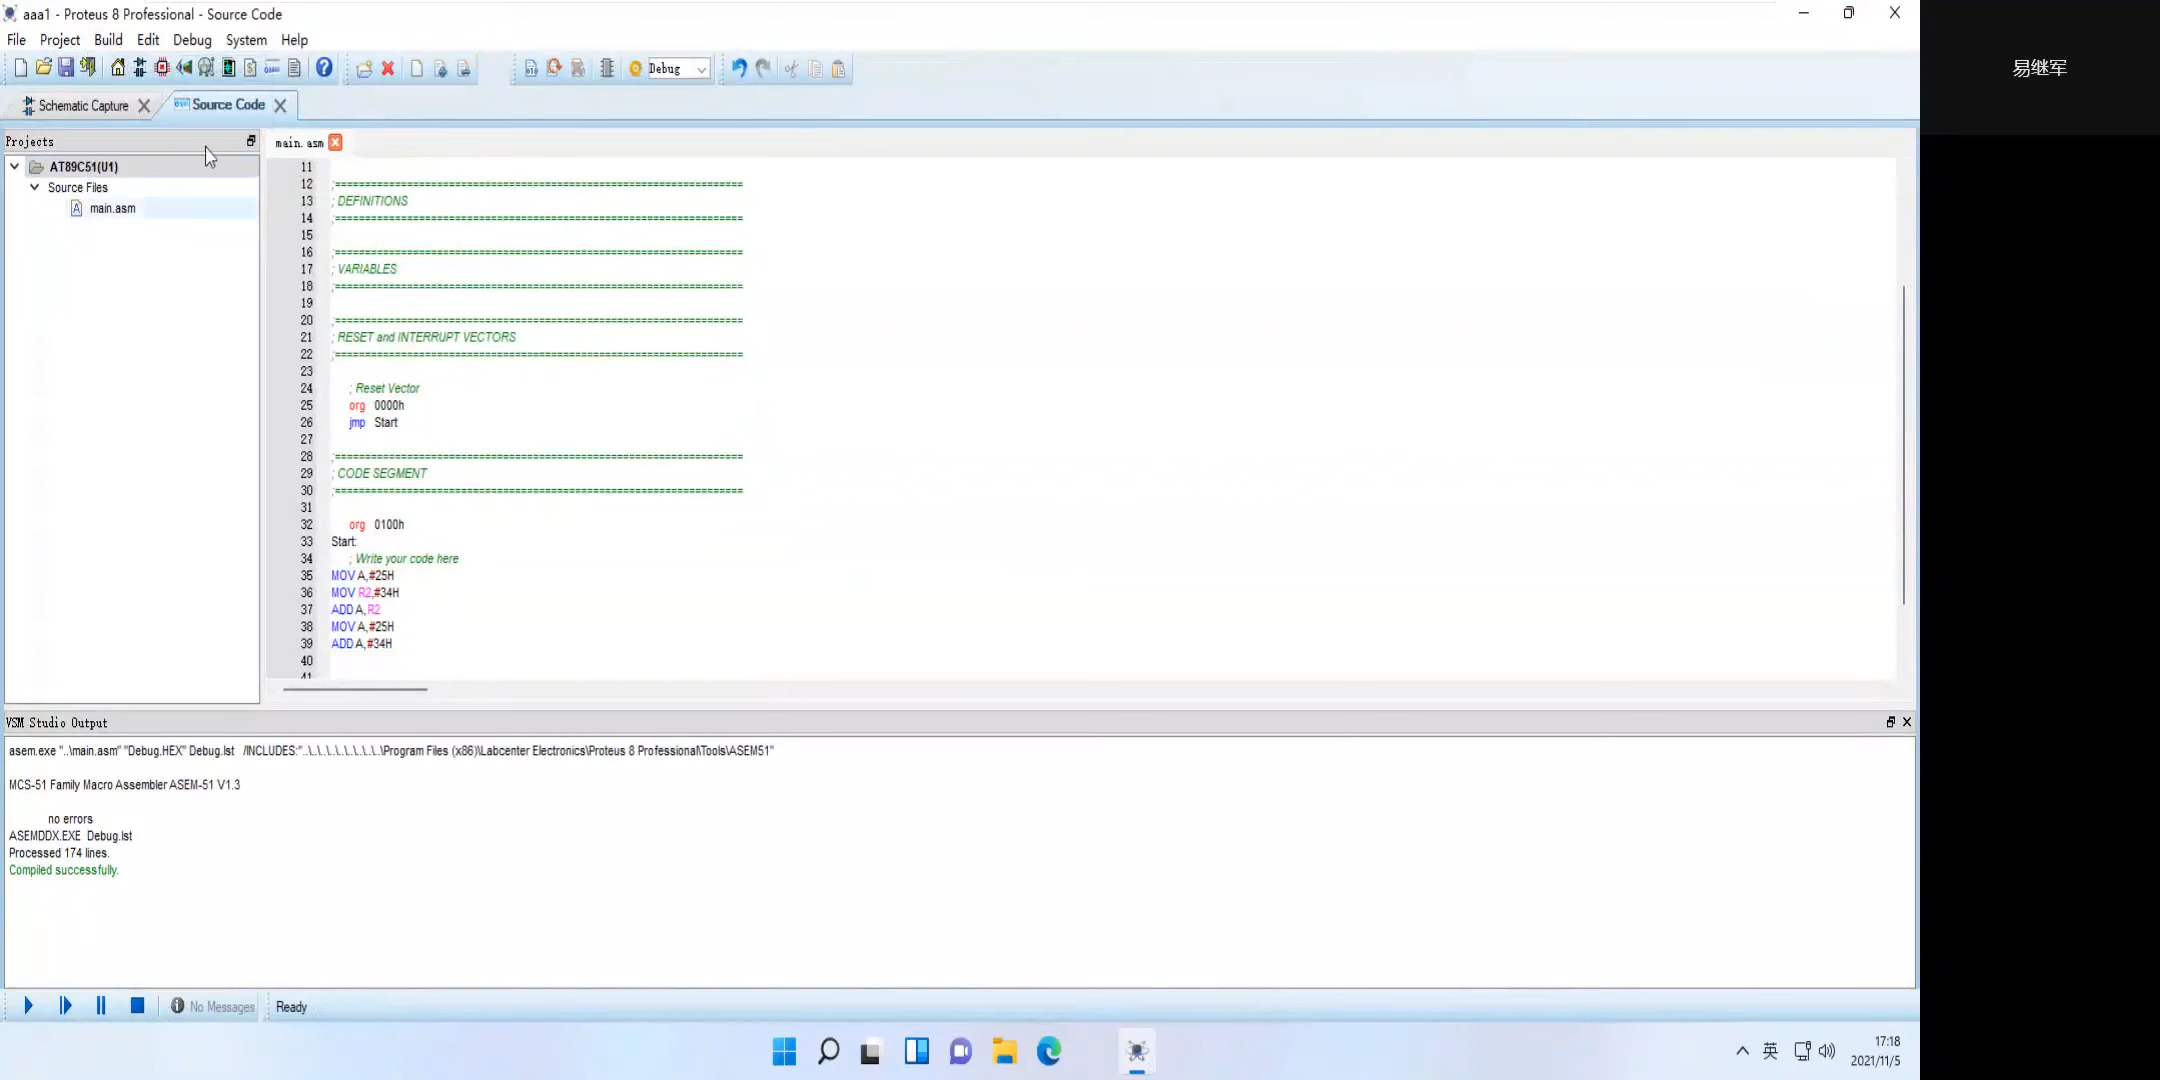 aaa1 - Proteus 8 Professional - Source Code
File Project Build Edit Debug System Help
Debug
Schematic Capture Source Code
Projects
AT89C51(U1)
Source Files
main.asm
main.asm
11
12 ;====================================================================
13 ; DEFINITIONS
14 ;====================================================================
15
16 ;====================================================================
17 ; VARIABLES
18 ;====================================================================
19
20 ;====================================================================
21 ; RESET and INTERRUPT VECTORS
22 ;====================================================================
23
24 ; Reset Vector
25 org 0000h
26 jmp Start
27
28 ;====================================================================
29 ; CODE SEGMENT
30 ;====================================================================
31
32 org 0100h
33 Start:
34 ; Write your code here
35 MOV A,#25H
36 MOV R2,#34H
37 ADD A,R2
38 MOV A,#25H
39 ADD A,#34H
40
41
VSM Studio Output
asem.exe "..\main.asm" "Debug.HEX" Debug.lst /INCLUDES:"..\..\..\..\..\..\..\..\..\..\Program Files (x86)\Labcenter Electronics\Proteus 8 Professional\Tools\ASEM51"
MCS-51 Family Macro Assembler ASEM-51 V1.3
no errors
ASEMDDX.EXE Debug.lst
Processed 174 lines.
Compiled successfully.
No Messages Ready
英
17:18
2021/11/5
易继军